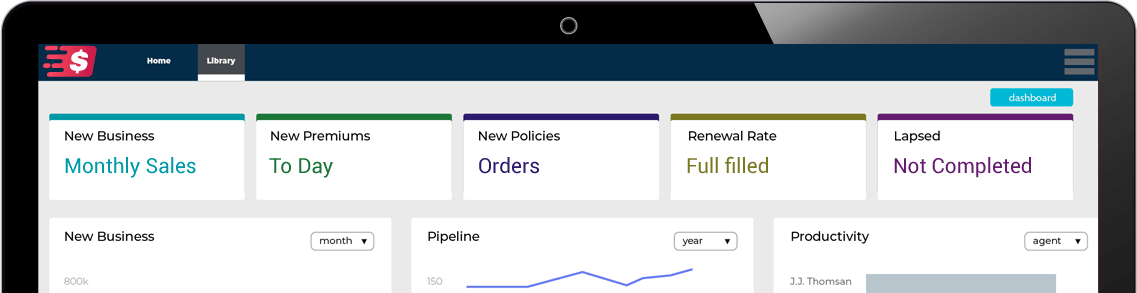 $
Home Library
dashboard
New Business New Premiums New Policies Renewal Rate Lapsed
Monthly Sales To Day Orders Full filled Not Completed
New Business month ▼ Pipeline year ▼ Productivity agent ▼
800k 150 J.J. Thomsan